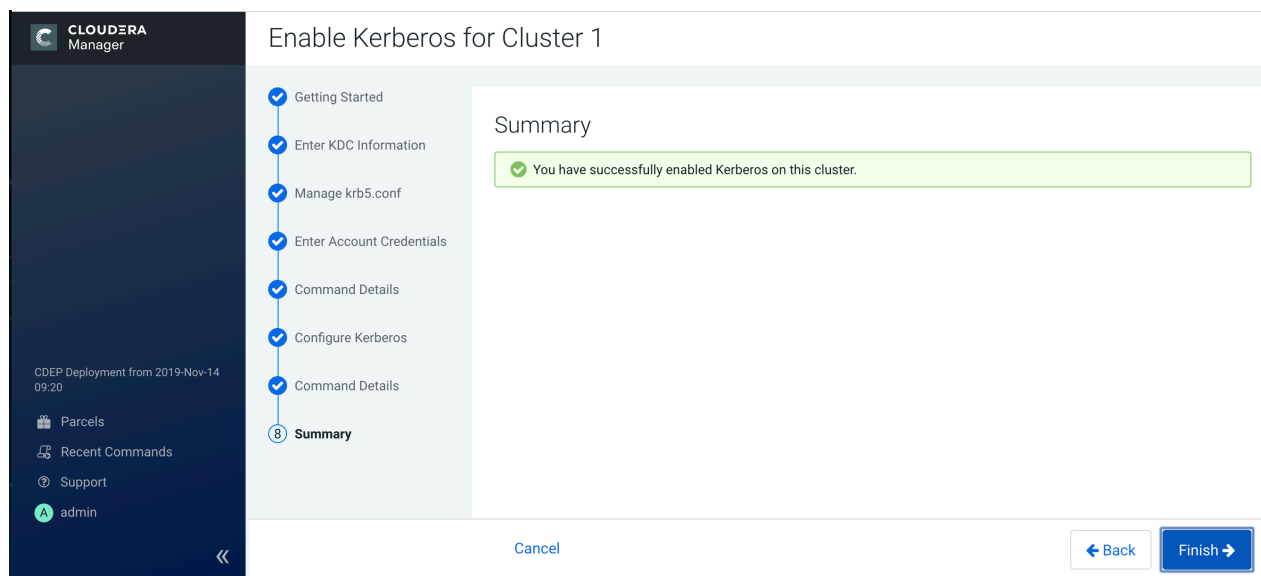 CLOUDERA
Manager
Enable Kerberos for Cluster 1
Getting Started
Enter KDC Information
Manage krb5.conf
Enter Account Credentials
Command Details
Configure Kerberos
Command Details
8 Summary
Summary
You have successfully enabled Kerberos on this cluster.
CDEP Deployment from 2019-Nov-14
09:20
Parcels
Recent Commands
Support
A admin
Cancel
Back
Finish